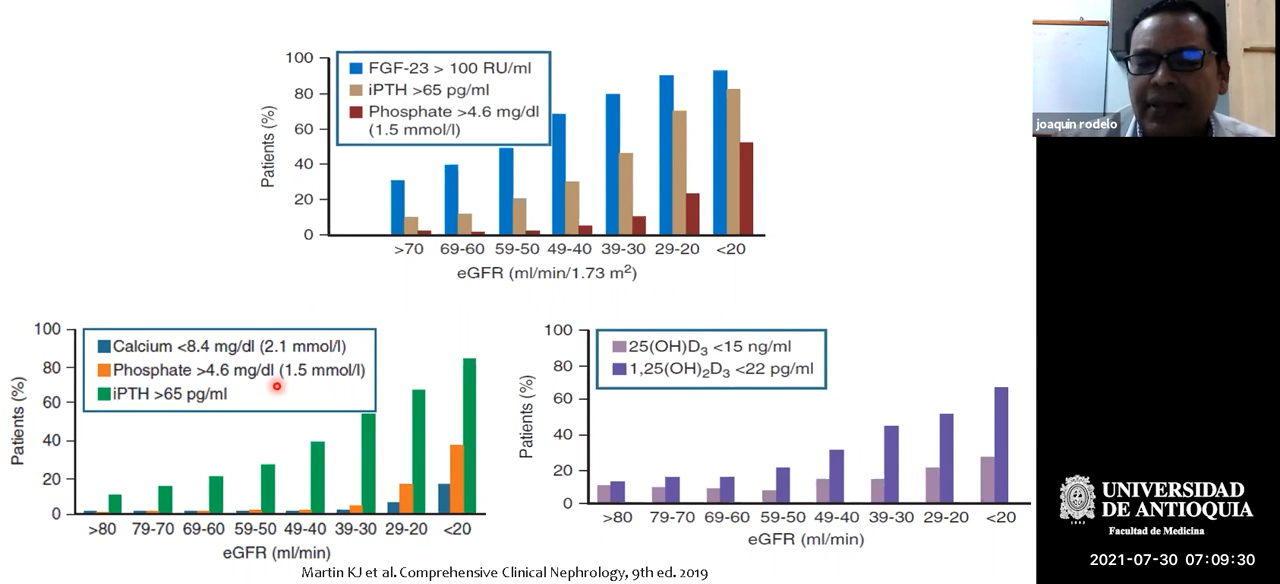 FGF-23 > 100 RU/ml
iPTH >65 pg/ml
Phosphate >4.6 mg/dl
(1.5 mmol/l)
100
80
60
40
20
0
Patients (%)
>70 69-60 59-50 49-40 39-30 29-20 <20
eGFR (ml/min/1.73 m²)
joaquin rodelo
Calcium <8.4 mg/dl (2.1 mmol/l)
Phosphate >4.6 mg/dl (1.5 mmol/l)
iPTH >65 pg/ml
100
80
60
40
20
0
Patients (%)
>80 79-70 69-60 59-50 49-40 39-30 29-20 <20
eGFR (ml/min)
25(OH)D₃ <15 ng/ml
1,25(OH)₂D₃ <22 pg/ml
100
80
60
40
20
0
Patients (%)
>80 79-70 69-60 59-50 49-40 39-30 29-20 <20
eGFR (ml/min)
Martin KJ et al. Comprehensive Clinical Nephrology, 9th ed. 2019
UNIVERSIDAD
DE ANTIOQUIA
1803
Facultad de Medicina
2021-07-30 07:09:30